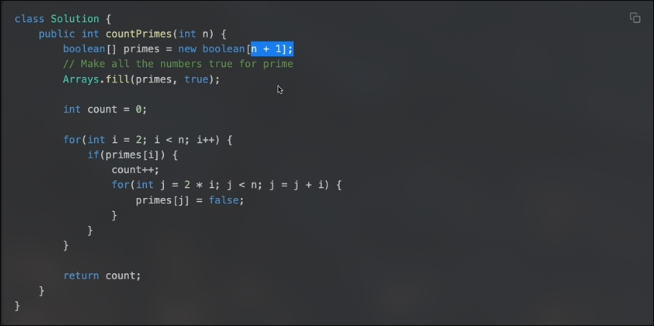 class Solution {
    public int countPrimes(int n) {
        boolean[] primes = new boolean[n + 1];
        // Make all the numbers true for prime
        Arrays.fill(primes, true);

        int count = 0;

        for(int i = 2; i < n; i++) {
            if(primes[i]) {
                count++;
                for(int j = 2 * i; j < n; j = j + i) {
                    primes[j] = false;
                }
            }
        }

        return count;
    }
}